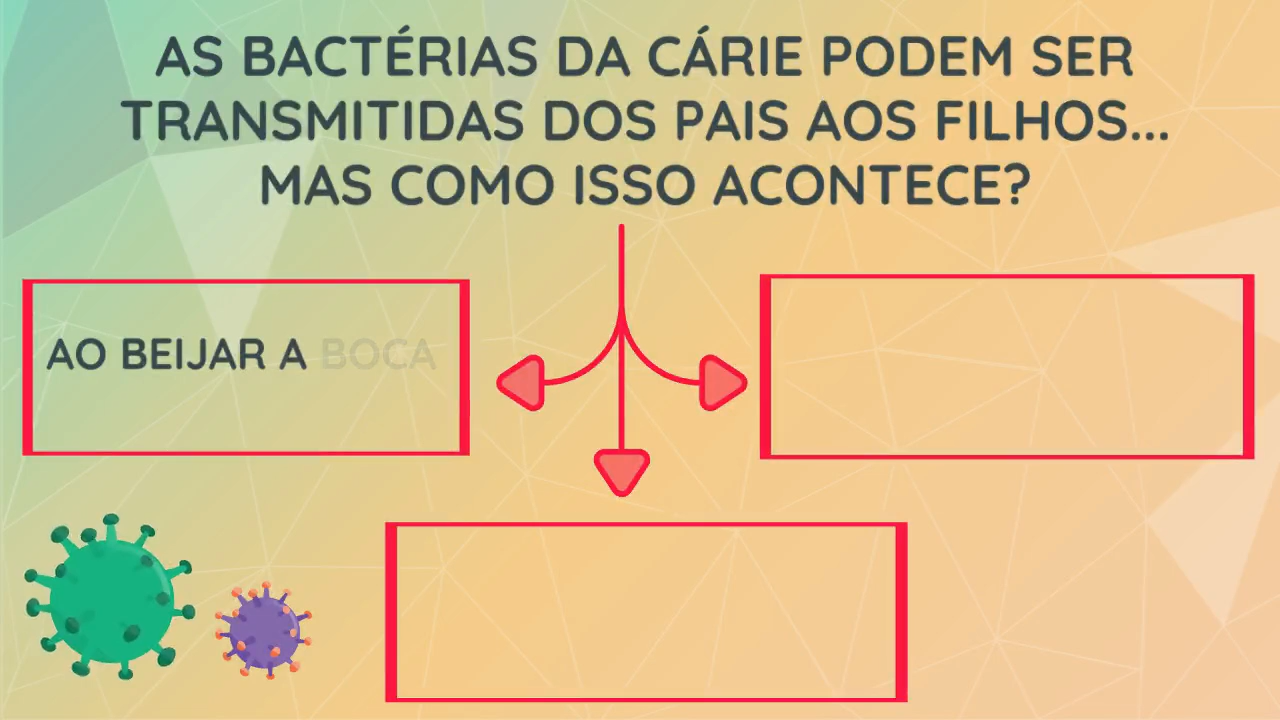 AS BACTÉRIAS DA CÁRIE PODEM SER
TRANSMITIDAS DOS PAIS AOS FILHOS...
MAS COMO ISSO ACONTECE?
AO BEIJAR A BOCA